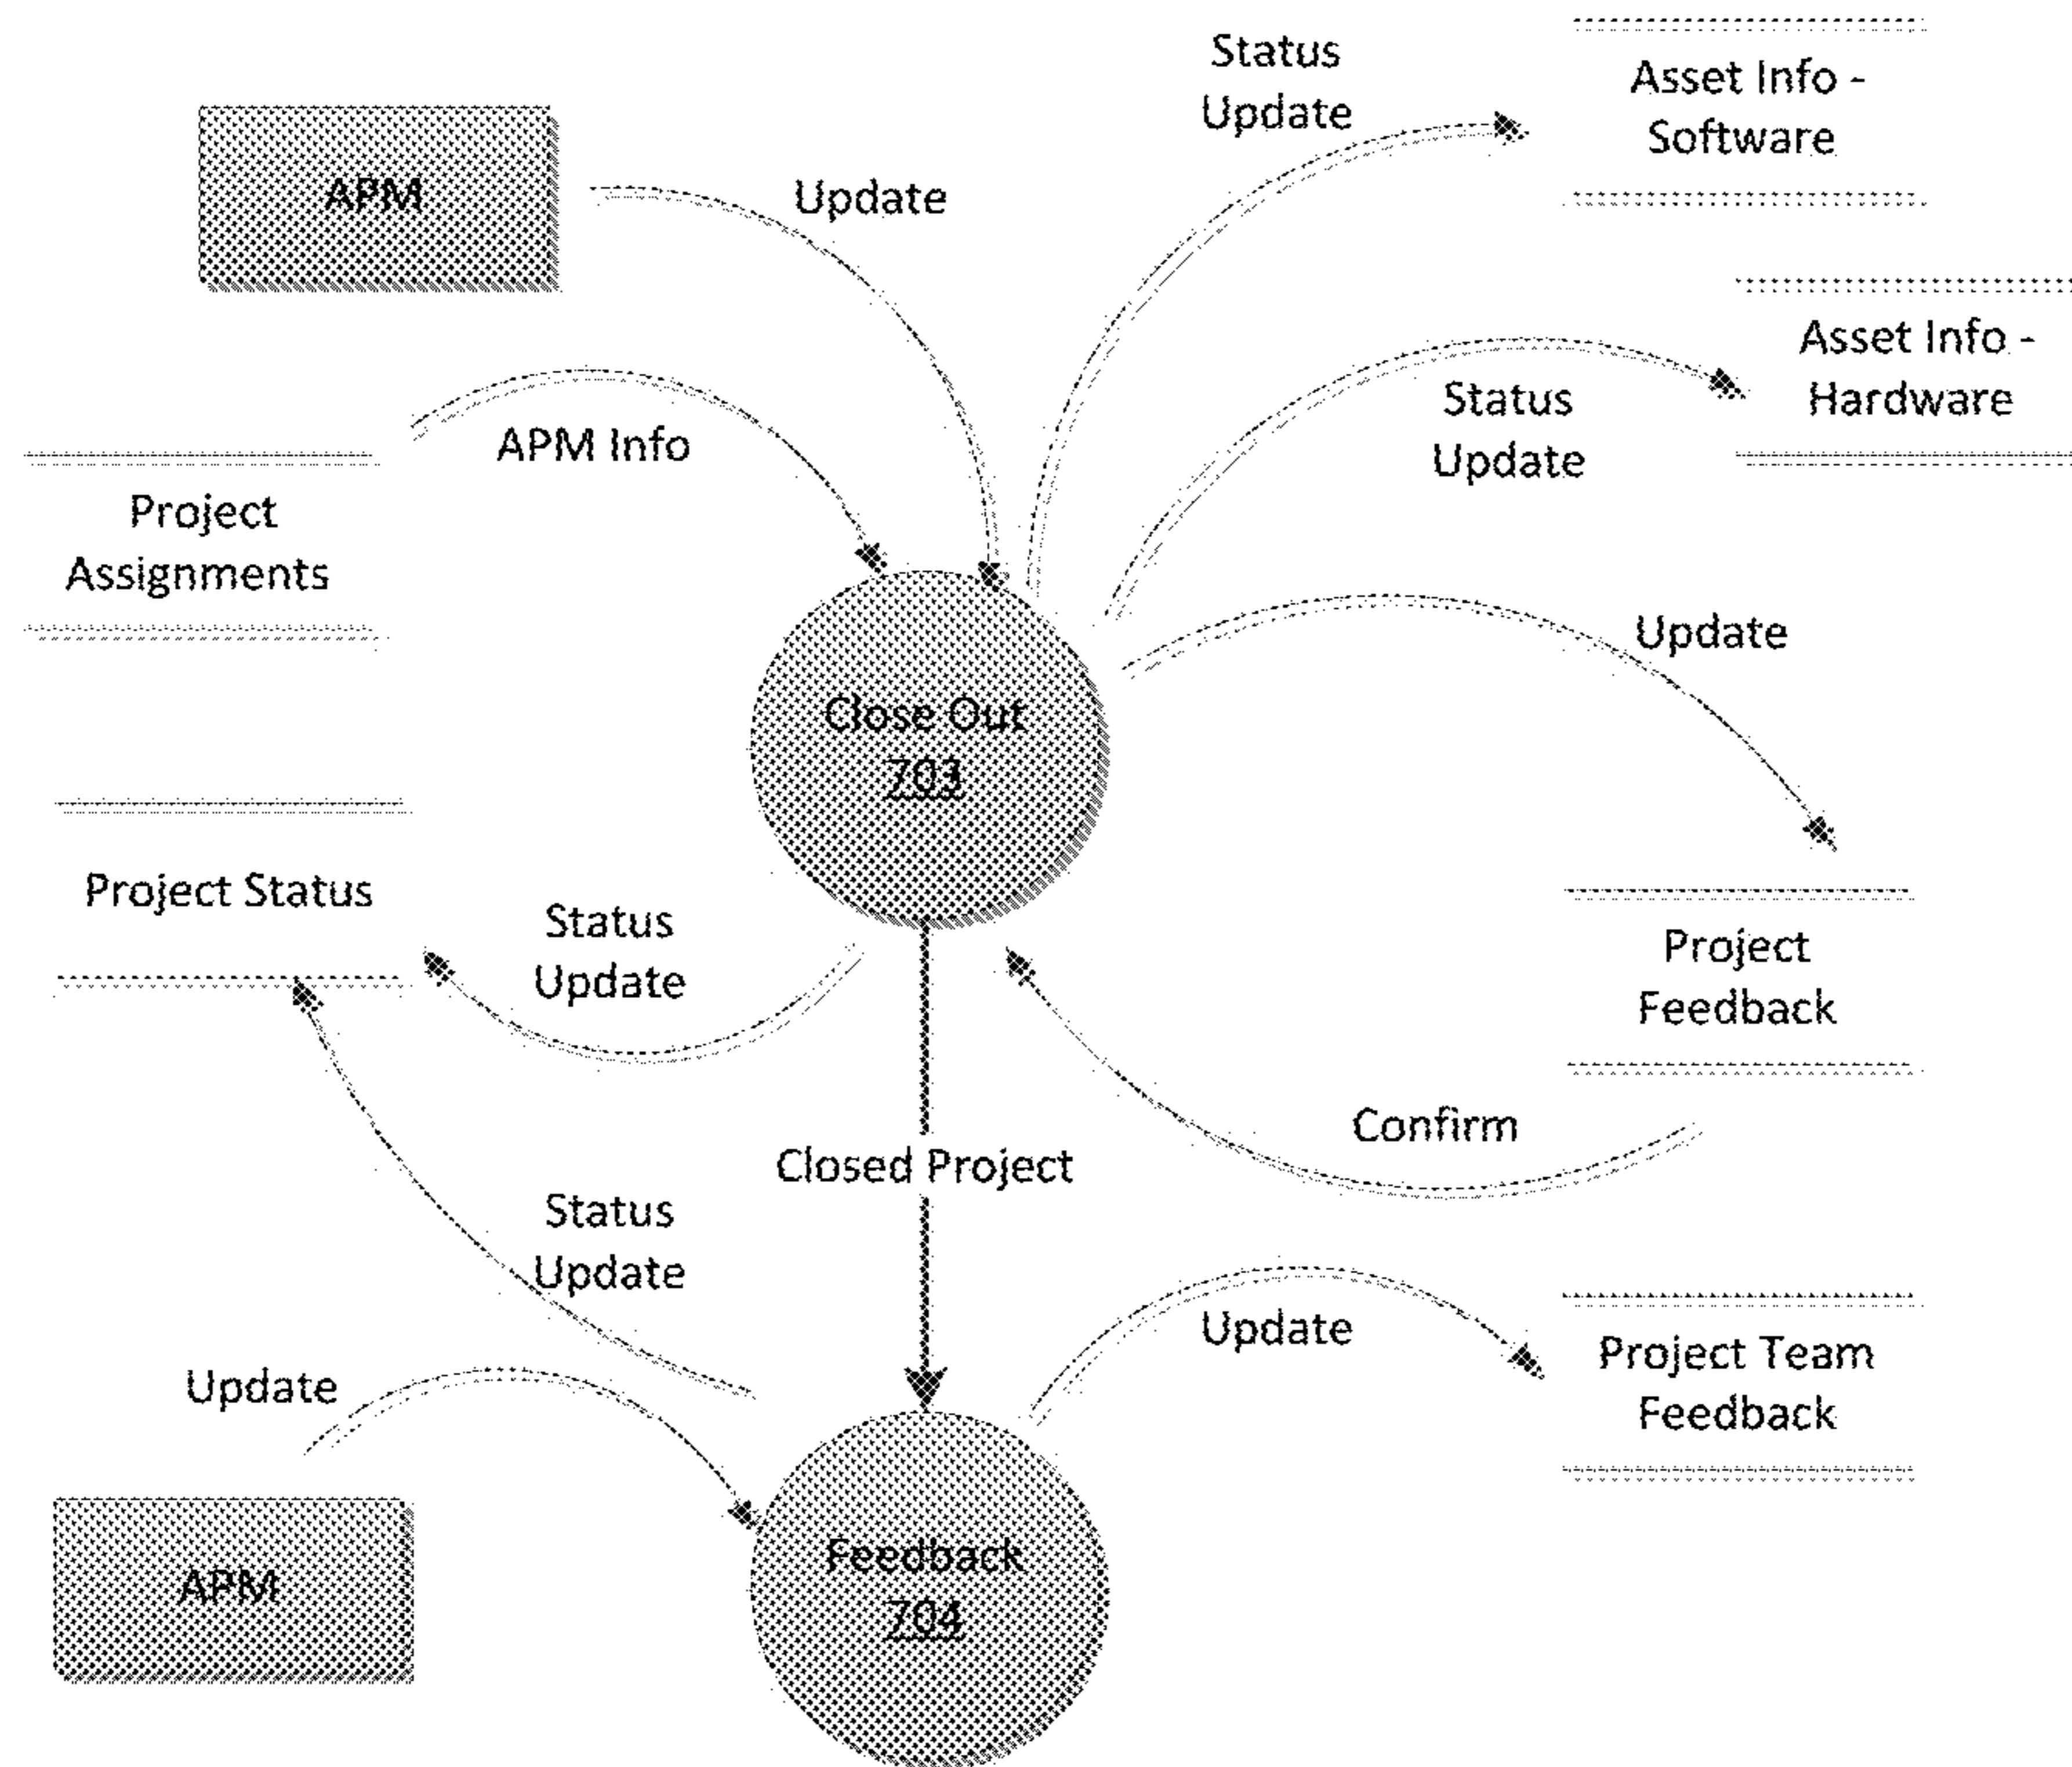 Status
Update
Asset Info -
Software
APM
Update
Asset Info -
Hardware
Status
Update
APM Info
Project
Assignments
Update
Close Out
703
Project Status
Status
Update
Project
Feedback
Confirm
Closed Project
Status
Update
Update
Update
Project Team
Feedback
APM
Feedback
704